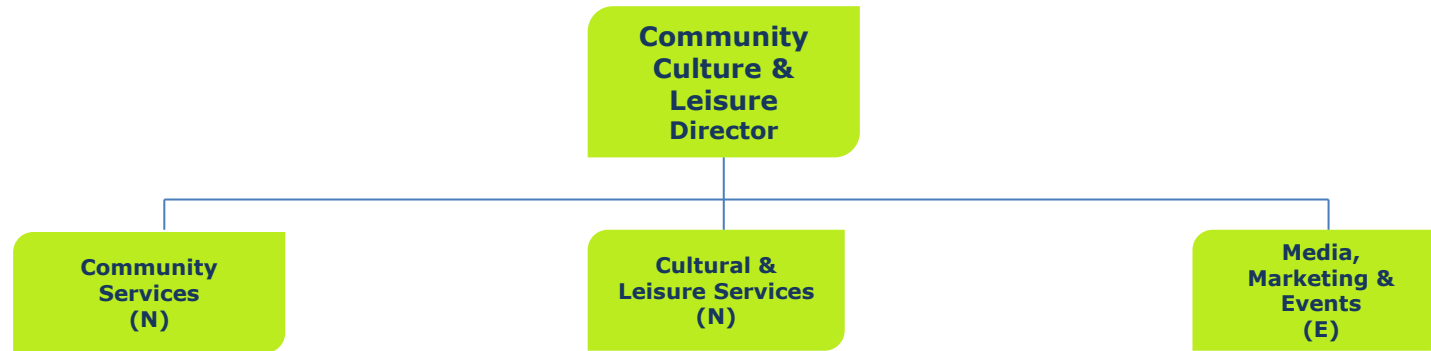 Community
Culture &
Leisure
Director
Community
Services
(N)
Cultural &
Leisure Services
(N)
Media,
Marketing &
Events
(E)